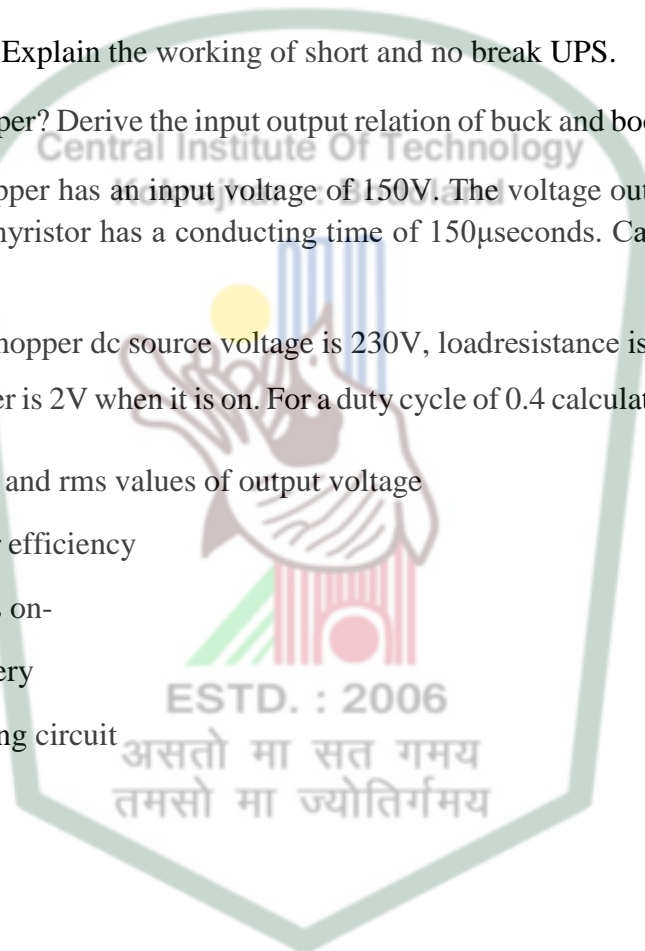 Explain the working of short and no break UPS.
per? Derive the input output relation of buck and boo
Central Institute Of Technology
pper has an input voltage of 150V. The voltage out
Kokrajhar : Bodoland
hyristor has a conducting time of 150μseconds. Ca
hopper dc source voltage is 230V, loadresistance is
er is 2V when it is on. For a duty cycle of 0.4 calculat
and rms values of output voltage
r efficiency
s on-
ery
ng circuit
ESTD. : 2006
असतो मा सत गमय
तमसो मा ज्योतिर्गमय